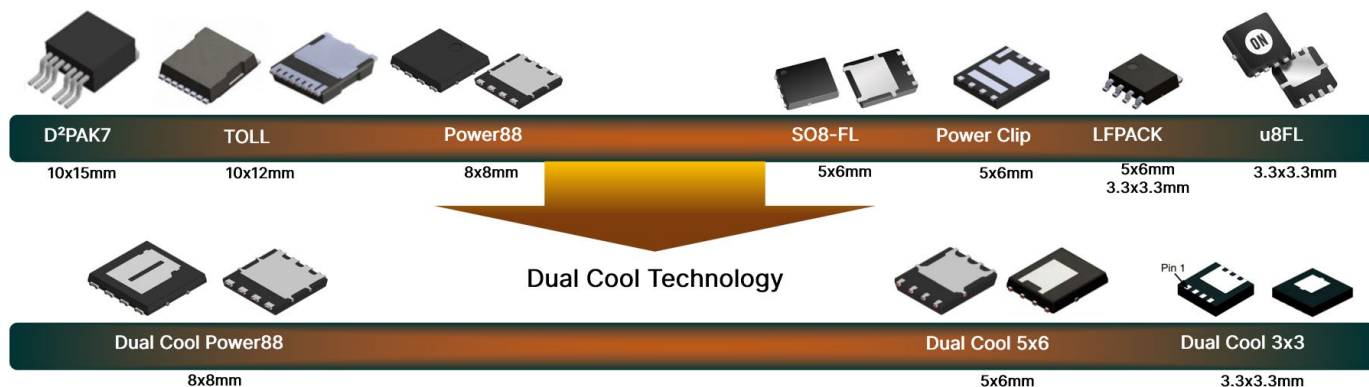 ON
D²PAK7
TOLL
Power88
SO8-FL
Power Clip
LFPACK
u8FL
10x15mm
10x12mm
8x8mm
5x6mm
5x6mm
5x6mm
3.3x3.3mm
3.3x3.3mm
Dual Cool Technology
Pin 1
Dual Cool Power88
Dual Cool 5x6
Dual Cool 3x3
8x8mm
5x6mm
3.3x3.3mm